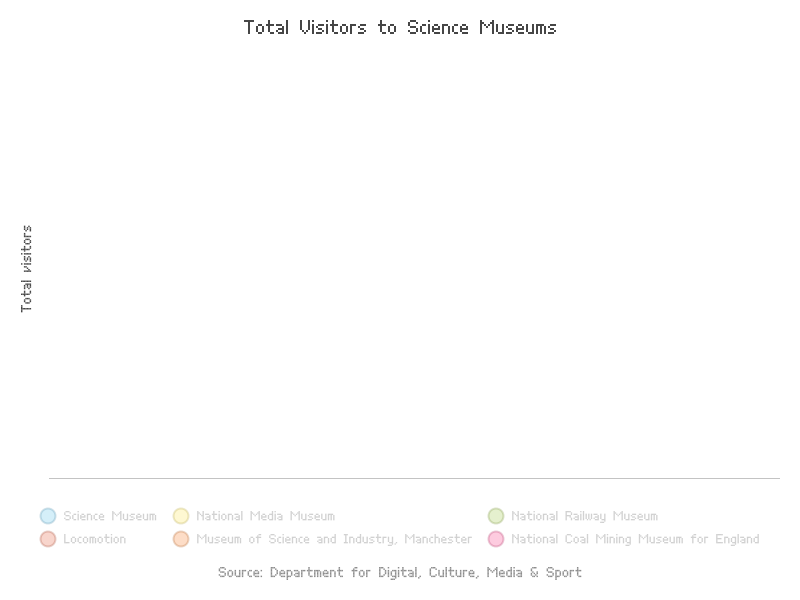 Total Visitors to Science Museums
Total visitors
Science Museum
National Media Museum
National Railway Museum
Locomotion
Museum of Science and Industry, Manchester
National Coal Mining Museum for England
Source: Department for Digital, Culture, Media & Sport